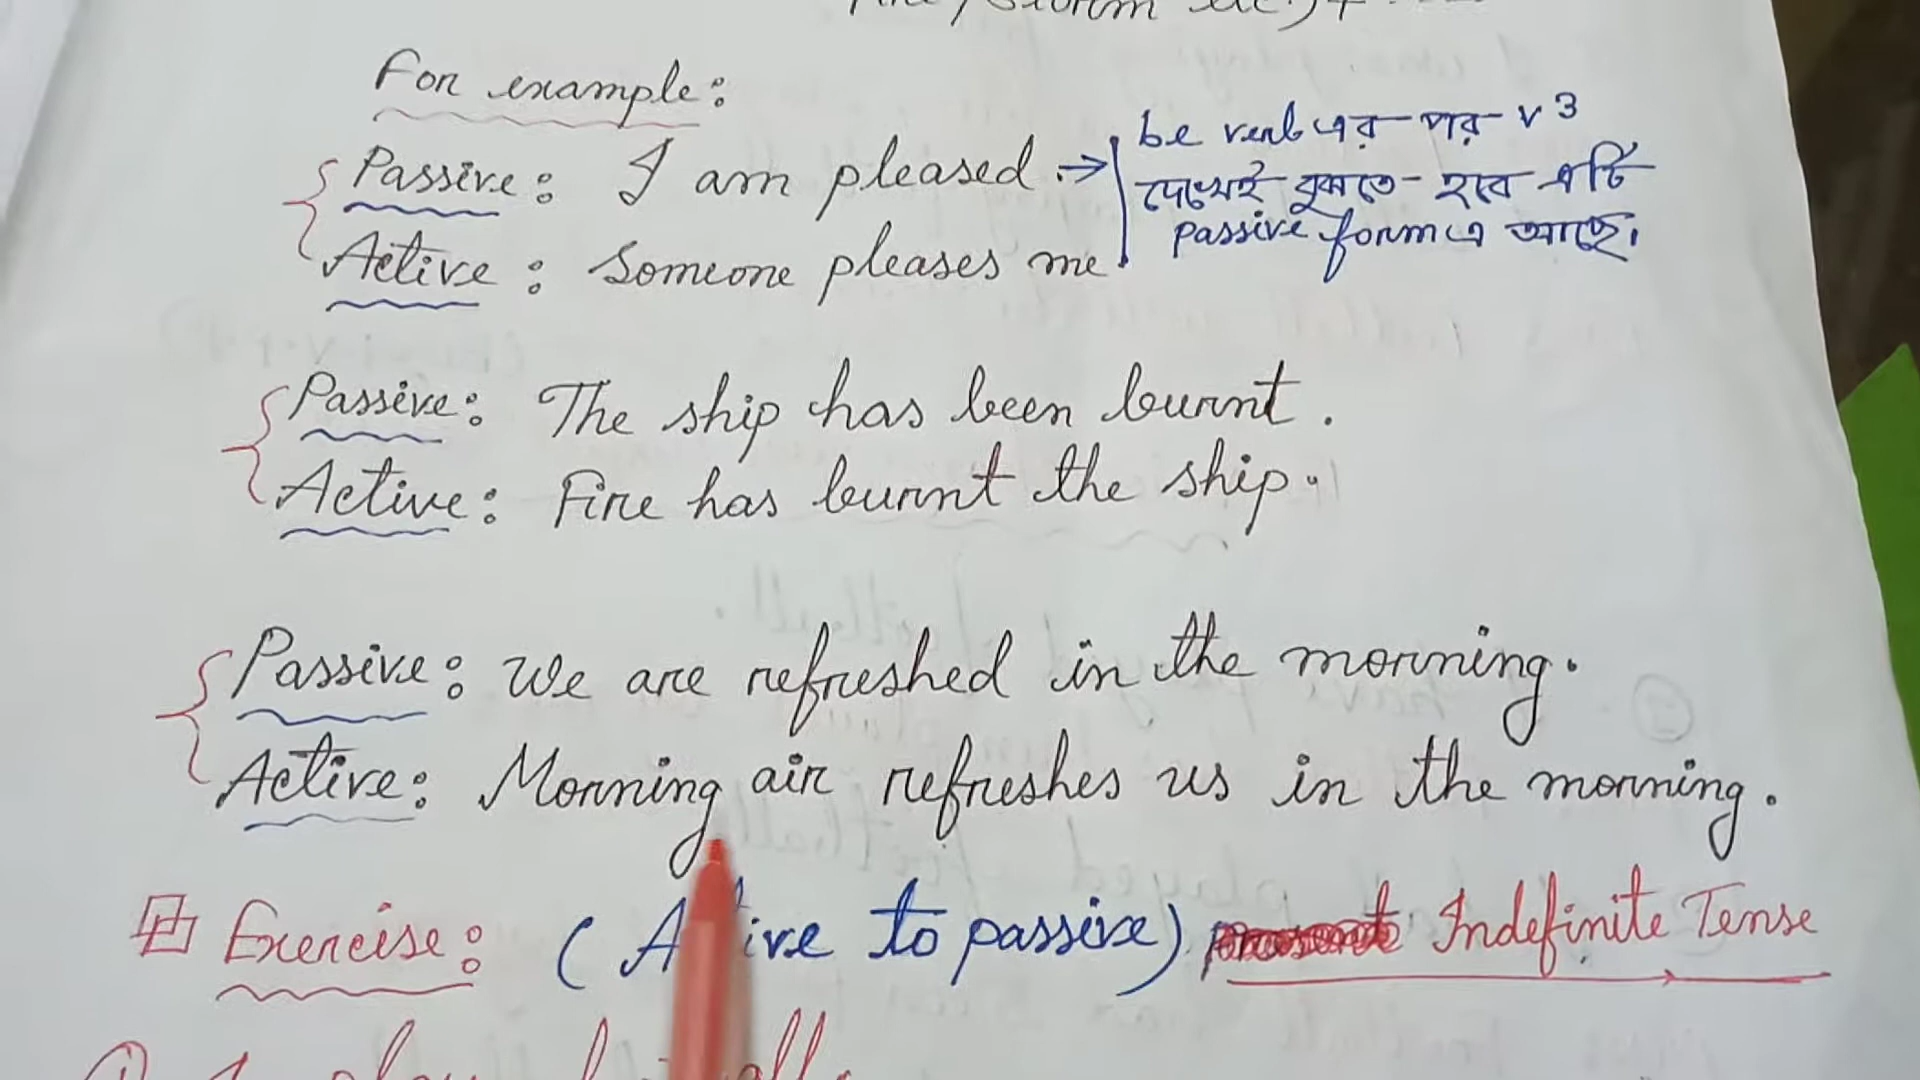 For example:
Passive: I am pleased .→
be verb এর পর v3
দেখেই বুঝতে হবে এটি
passive form এ আছে।
Active: Someone pleases me.
Passive: The ship has been burnt.
Active: Fire has burnt the ship.
Passive: We are refreshed in the morning.
Active: Morning air refreshes us in the morning.
Exercise: (Active to passive) Indefinite Tense